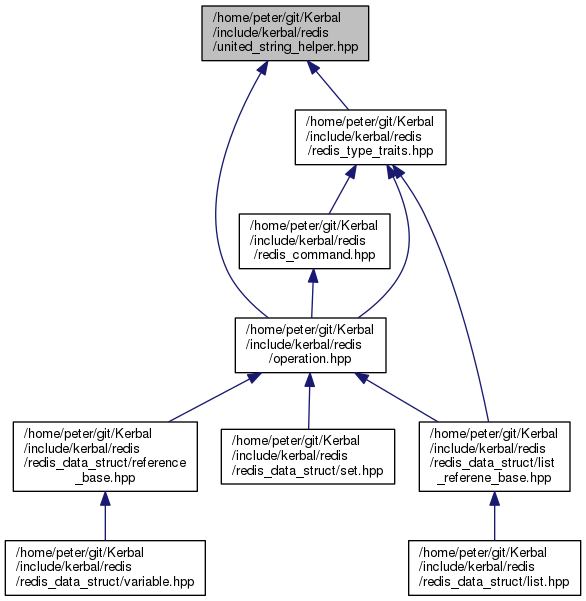 /home/peter/git/Kerbal
/include/kerbal/redis
/united_string_helper.hpp
/home/peter/git/Kerbal
/include/kerbal/redis
/redis_type_traits.hpp
/home/peter/git/Kerbal
/include/kerbal/redis
/redis_command.hpp
/home/peter/git/Kerbal
/include/kerbal/redis
/operation.hpp
/home/peter/git/Kerbal
/include/kerbal/redis
/redis_data_struct/reference
_base.hpp
/home/peter/git/Kerbal
/include/kerbal/redis
/redis_data_struct/set.hpp
/home/peter/git/Kerbal
/include/kerbal/redis
/redis_data_struct/list
_referene_base.hpp
/home/peter/git/Kerbal
/include/kerbal/redis
/redis_data_struct/variable.hpp
/home/peter/git/Kerbal
/include/kerbal/redis
/redis_data_struct/list.hpp